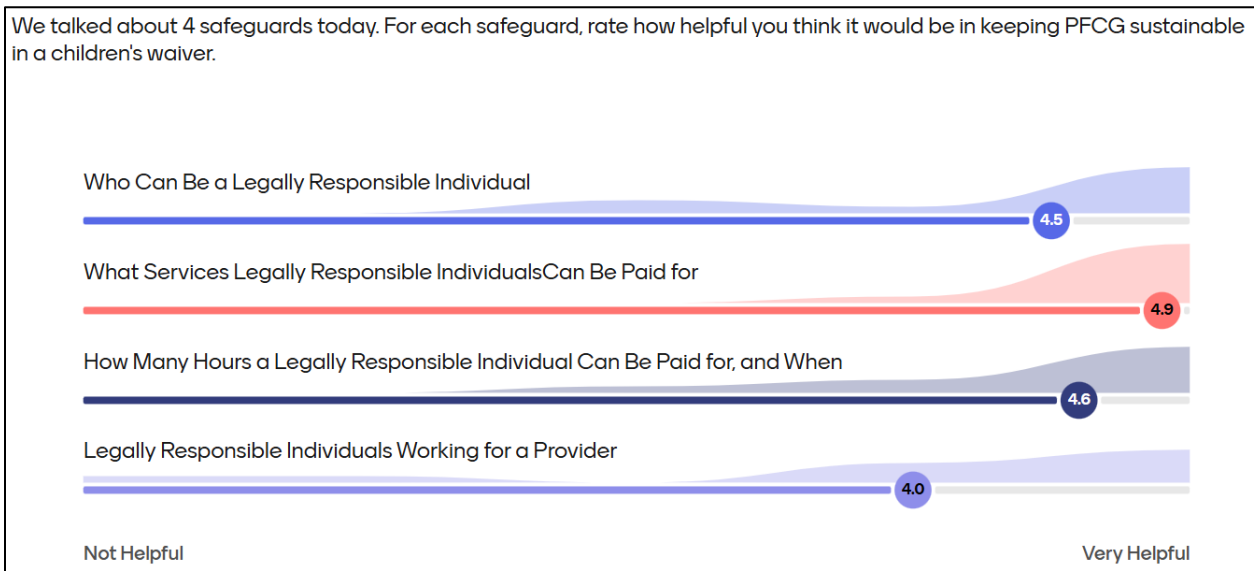 We talked about 4 safeguards today. For each safeguard, rate how helpful you think it would be in keeping PFCG sustainable
in a children's waiver.
Who Can Be a Legally Responsible Individual
4.5
What Services Legally Responsible IndividualsCan Be Paid for
4.9
How Many Hours a Legally Responsible Individual Can Be Paid for, and When
4.6
Legally Responsible Individuals Working for a Provider
4.0
Not Helpful
Very Helpful